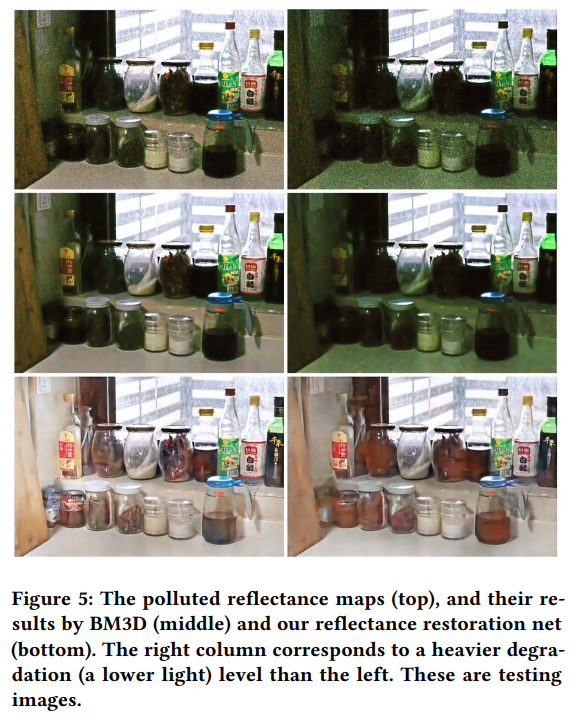 Figure 5: The polluted reflectance maps (top), and their re-
sults by BM3D (middle) and our reflectance restoration net
(bottom). The right column corresponds to a heavier degra-
dation (a lower light) level than the left. These are testing
images.